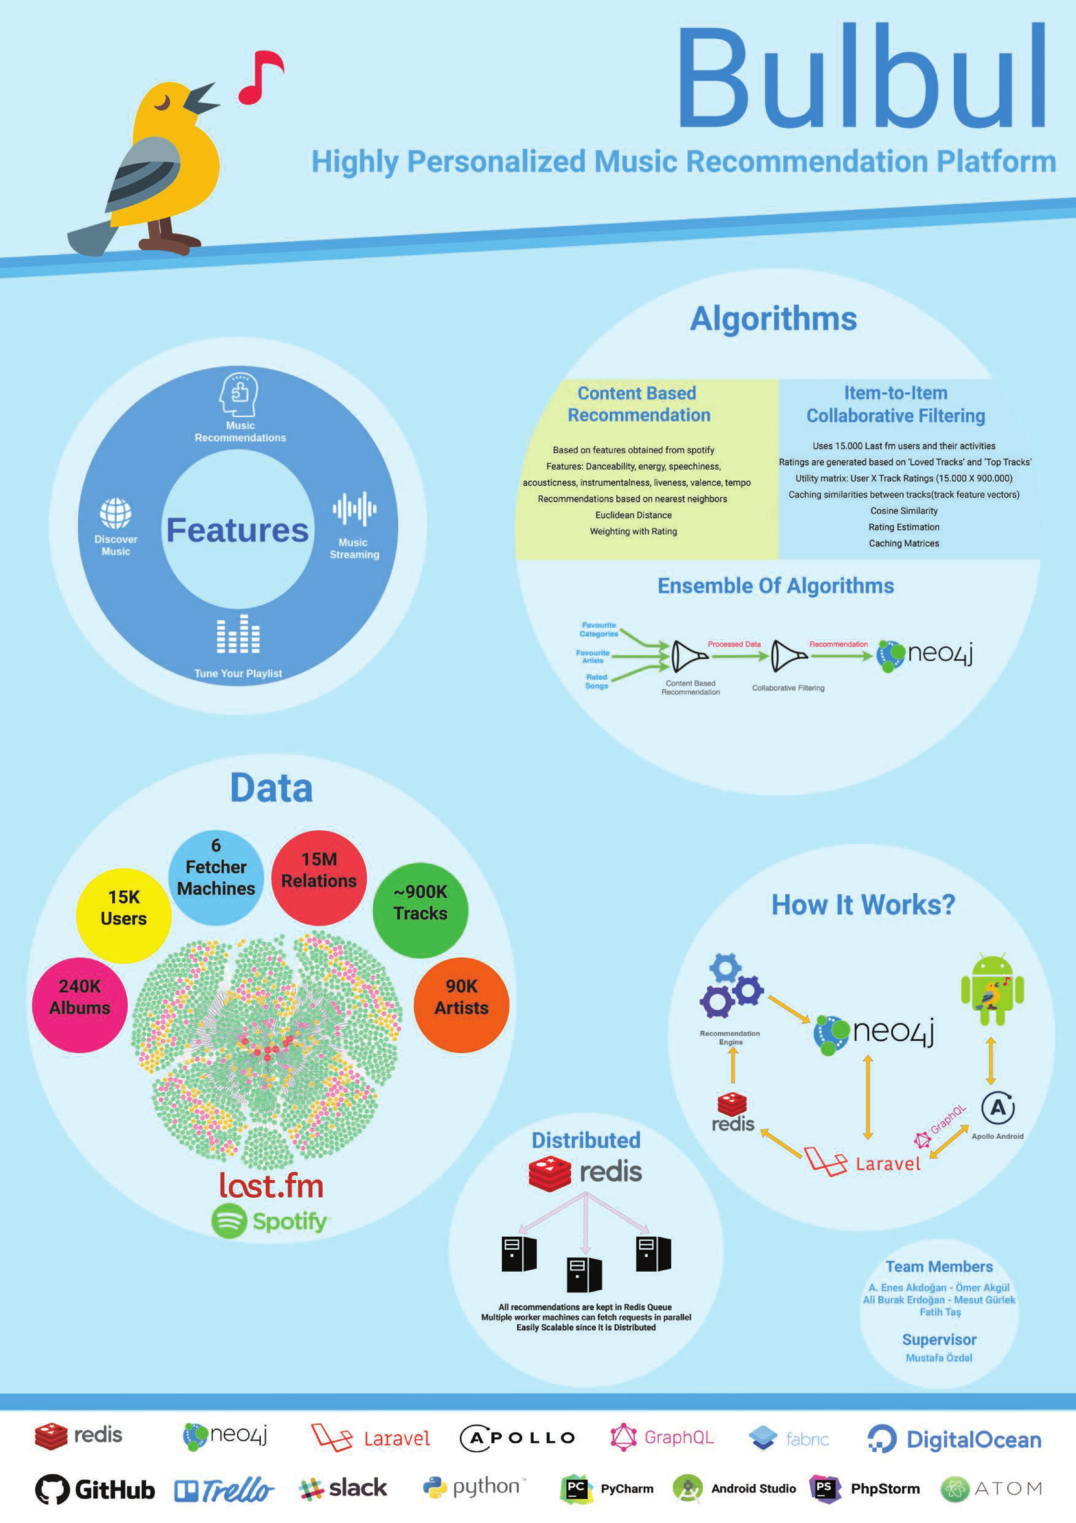 Bulbul
Highly Personalized Music Recommendation Platform
Music
Recommendations
Discover
Music
Features
Music
Streaming
Tune Your Playlist
Algorithms
Content Based
Recommendation
Based on features obtained from spotify
Features: Danceability, energy, speechiness,
acousticness, instrumentalness, liveness, valence, tempo
Recommendations based on nearest neighbors
Euclidean Distance
Weighting with Rating
Item-to-Item
Collaborative Filtering
Uses 15.000 Last fm users and their activities
Ratings are generated based on 'Loved Tracks' and 'Top Tracks'
Utility matrix: User X Track Ratings (15.000 X 900.000)
Caching similarities between tracks(track feature vectors)
Cosine Similarity
Rating Estimation
Caching Matrices
Ensemble Of Algorithms
Favourite
Categories
Favourite
Artists
Rated
Songs
Content Based
Recommendation
Processed Data
Collaborative Filtering
Recommendation
neo4j
Data
240K
Albums
15K
Users
6
Fetcher
Machines
15M
Relations
~900K
Tracks
90K
Artists
last.fm
Spotify
How It Works?
Recommendation
Engine
neo4j
redis
Laravel
GraphQL
A
Apollo Android
Distributed
redis
All recommendations are kept in Redis Queue
Multiple worker machines can fetch requests in parallel
Easily Scalable since it is Distributed
Team Members
A. Enes Akdoğan - Ömer Akgül
Ali Burak Erdoğan - Mesut Gürlek
Fatih Taş
Supervisor
Mustafa Özdal
redis
neo4j
Laravel
APOLLO
GraphQL
fabric
DigitalOcean
GitHub
Trello
slack
python
PC PyCharm
Android Studio
PS PhpStorm
ATOM